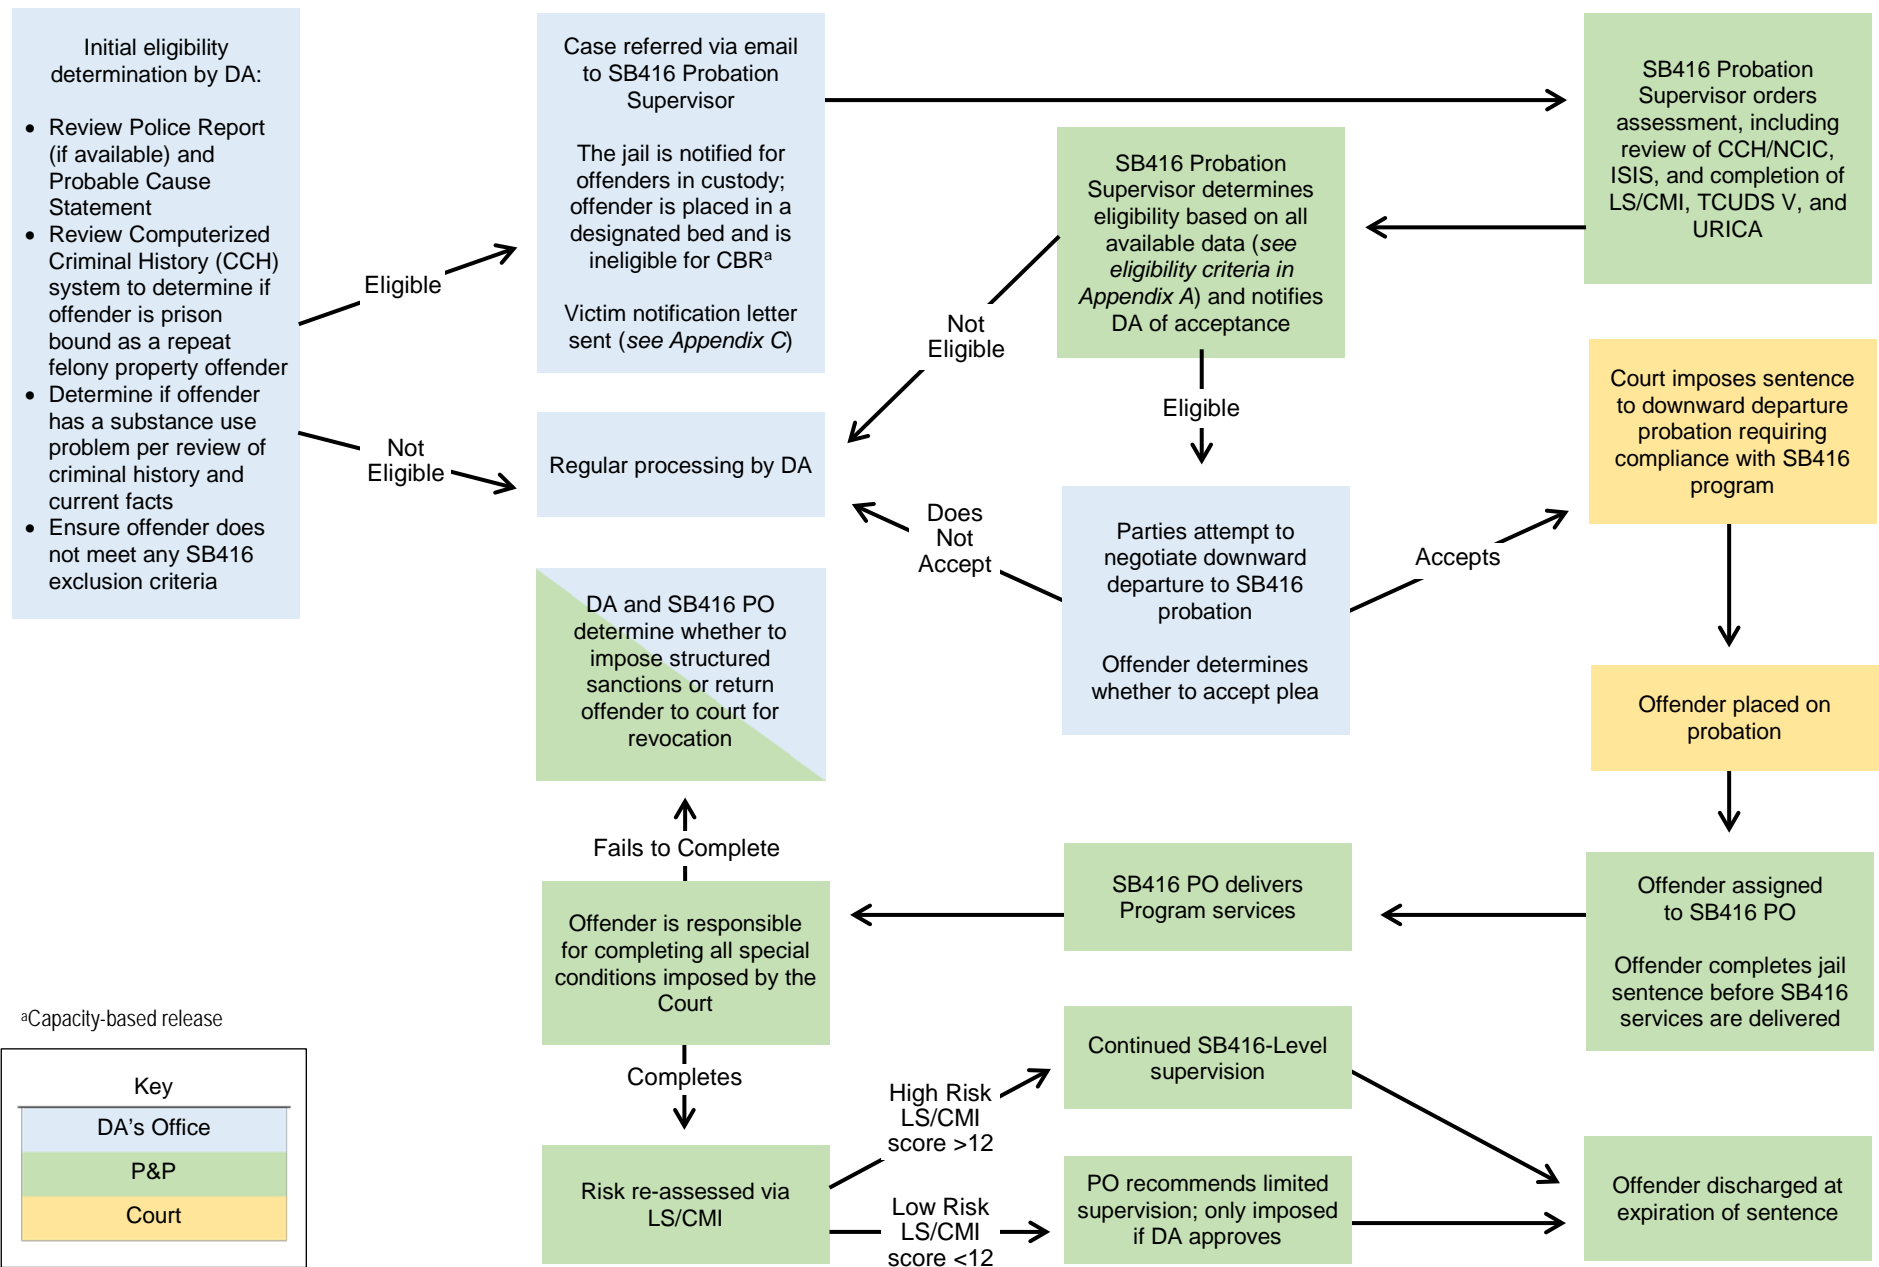 Initial eligibility
determination by DA:
• Review Police Report
(if available) and
Probable Cause
Statement
• Review Computerized
Criminal History (CCH)
system to determine if
offender is prison
bound as a repeat
felony property offender
• Determine if offender
has a substance use
problem per review of
criminal history and
current facts
• Ensure offender does
not meet any SB416
exclusion criteria
Eligible
Not
Eligible
Case referred via email
to SB416 Probation
Supervisor
The jail is notified for
offenders in custody;
offender is placed in a
designated bed and is
ineligible for CBRᵃ
Victim notification letter
sent (see Appendix C)
Regular processing by DA
SB416 Probation
Supervisor orders
assessment, including
review of CCH/NCIC,
ISIS, and completion of
LS/CMI, TCUDS V, and
URICA
SB416 Probation
Supervisor determines
eligibility based on all
available data (see
eligibility criteria in
Appendix A) and notifies
DA of acceptance
Not
Eligible
Eligible
Parties attempt to
negotiate downward
departure to SB416
probation
Offender determines
whether to accept plea
Does
Not
Accept
Accepts
Court imposes sentence
to downward departure
probation requiring
compliance with SB416
program
Offender placed on
probation
Offender assigned
to SB416 PO
Offender completes jail
sentence before SB416
services are delivered
SB416 PO delivers
Program services
Offender is responsible
for completing all special
conditions imposed by the
Court
Fails to Complete
DA and SB416 PO
determine whether to
impose structured
sanctions or return
offender to court for
revocation
Completes
Risk re-assessed via
LS/CMI
High Risk
LS/CMI
score >12
Low Risk
LS/CMI
score <12
Continued SB416-Level
supervision
PO recommends limited
supervision; only imposed
if DA approves
Offender discharged at
expiration of sentence
ᵃCapacity-based release
Key
DA’s Office
P&P
Court